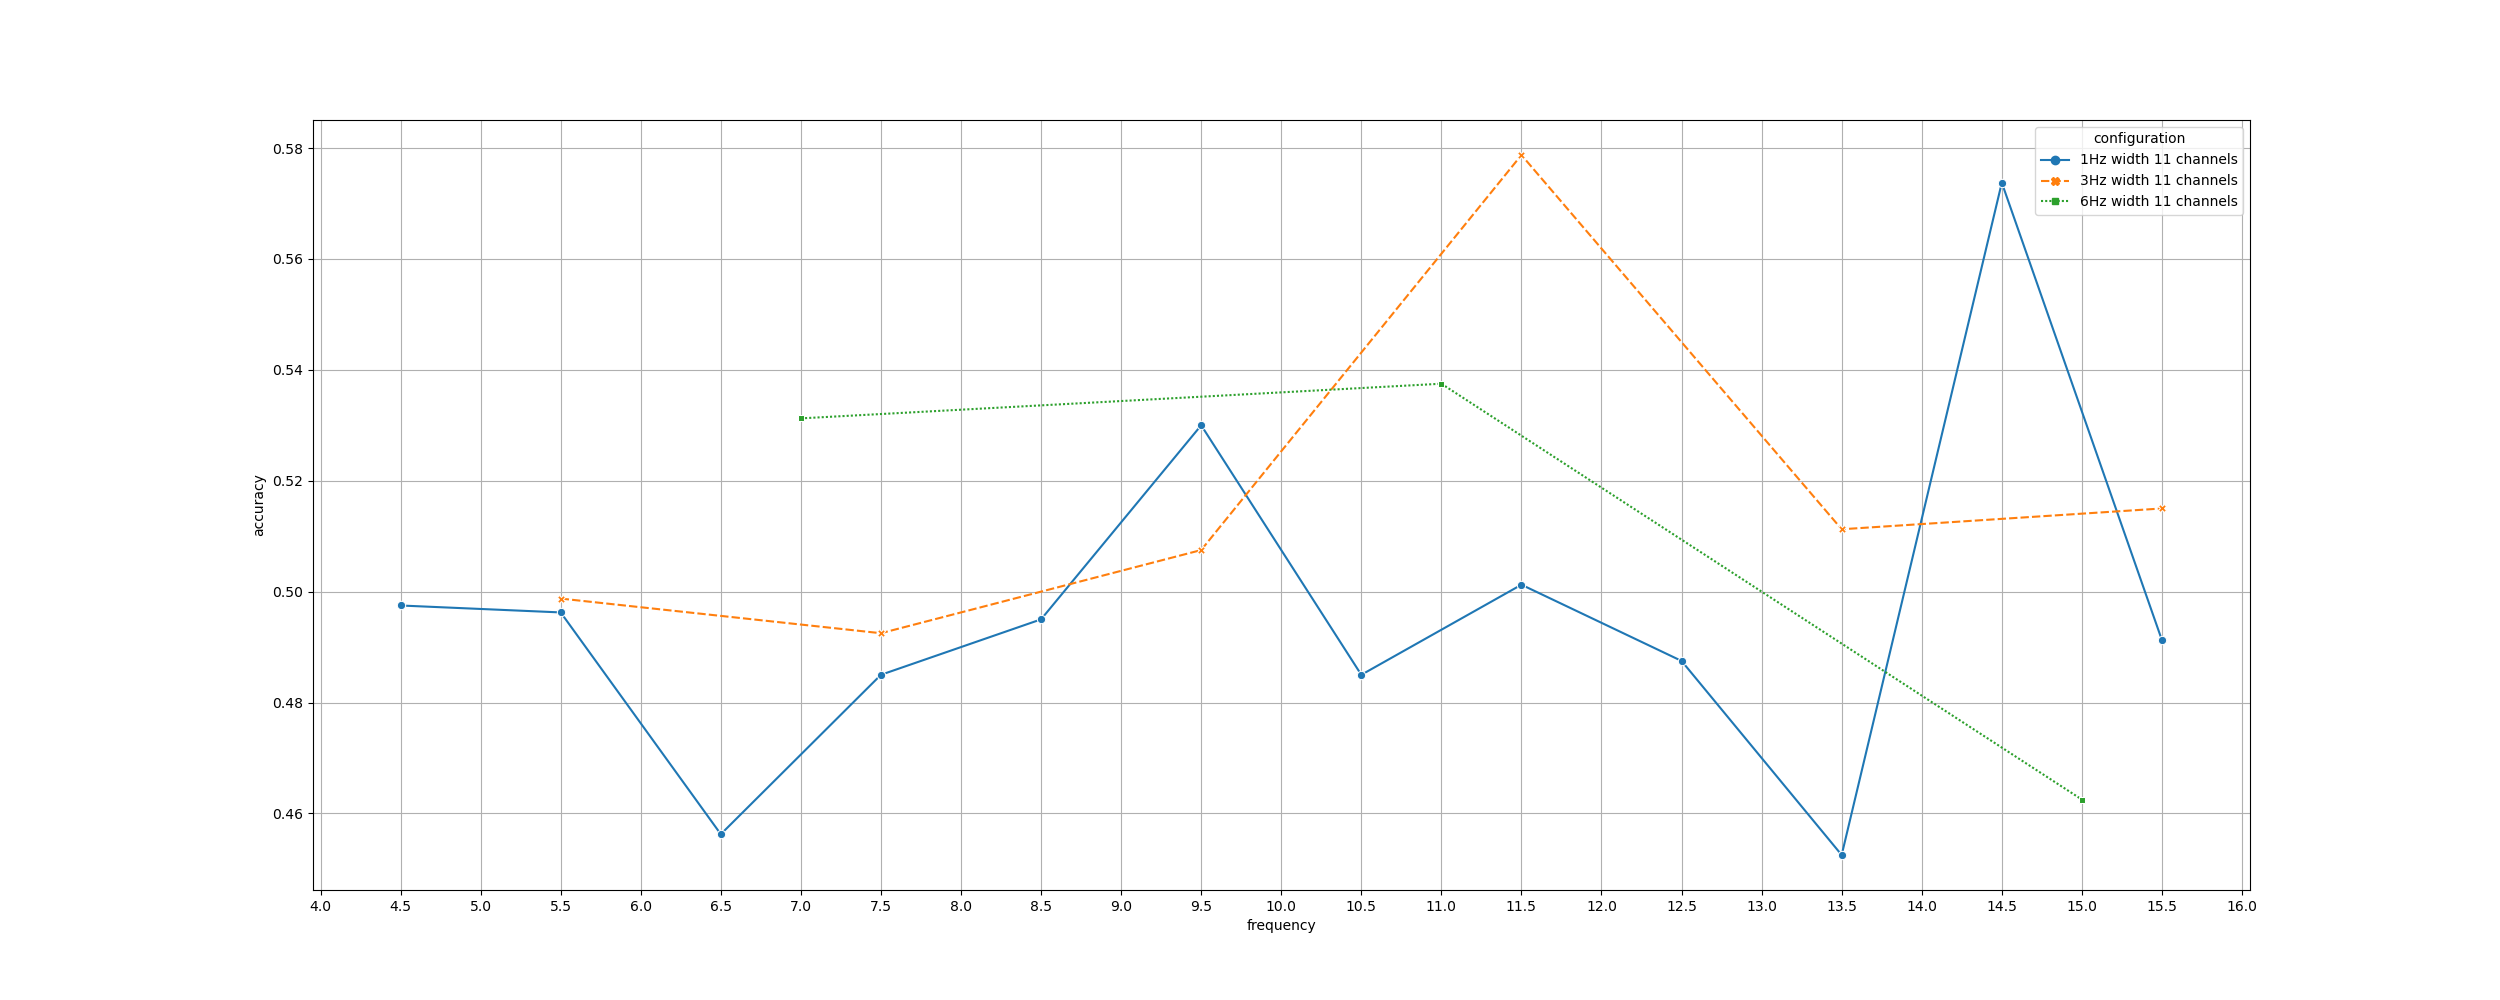 configuration
1Hz width 11 channels
3Hz width 11 channels
6Hz width 11 channels
accuracy
0.58
0.56
0.54
0.52
0.50
0.48
0.46
4.0 4.5 5.0 5.5 6.0 6.5 7.0 7.5 8.0 8.5 9.0 9.5 10.0 10.5 11.0 11.5 12.0 12.5 13.0 13.5 14.0 14.5 15.0 15.5 16.0
frequency